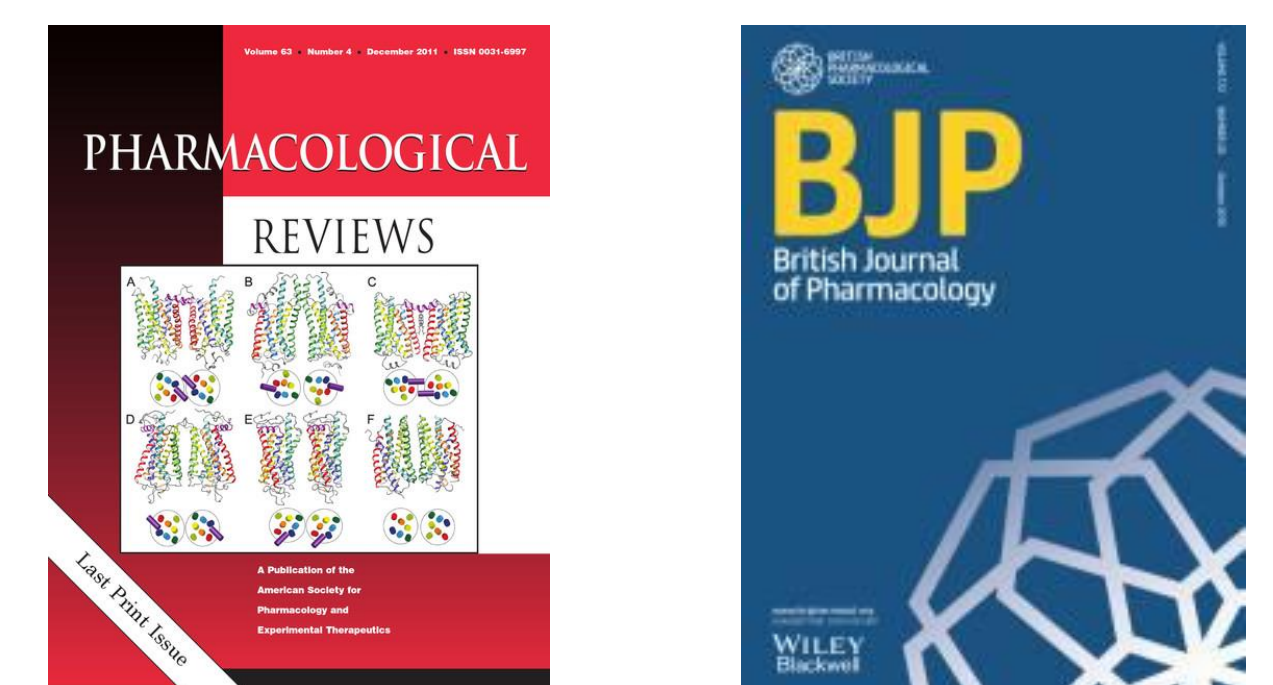 Volume 63 • Number 4 • December 2011 • ISSN 0031-6997
PHARMACOLOGICAL
REVIEWS
A
B
C
D
E
F
Last Print Issue
A Publication of the
American Society for
Pharmacology and
Experimental Therapeutics
BRITISH
PHARMACOLOGICAL
SOCIETY
BJP
British Journal
of Pharmacology
WILEY
Blackwell